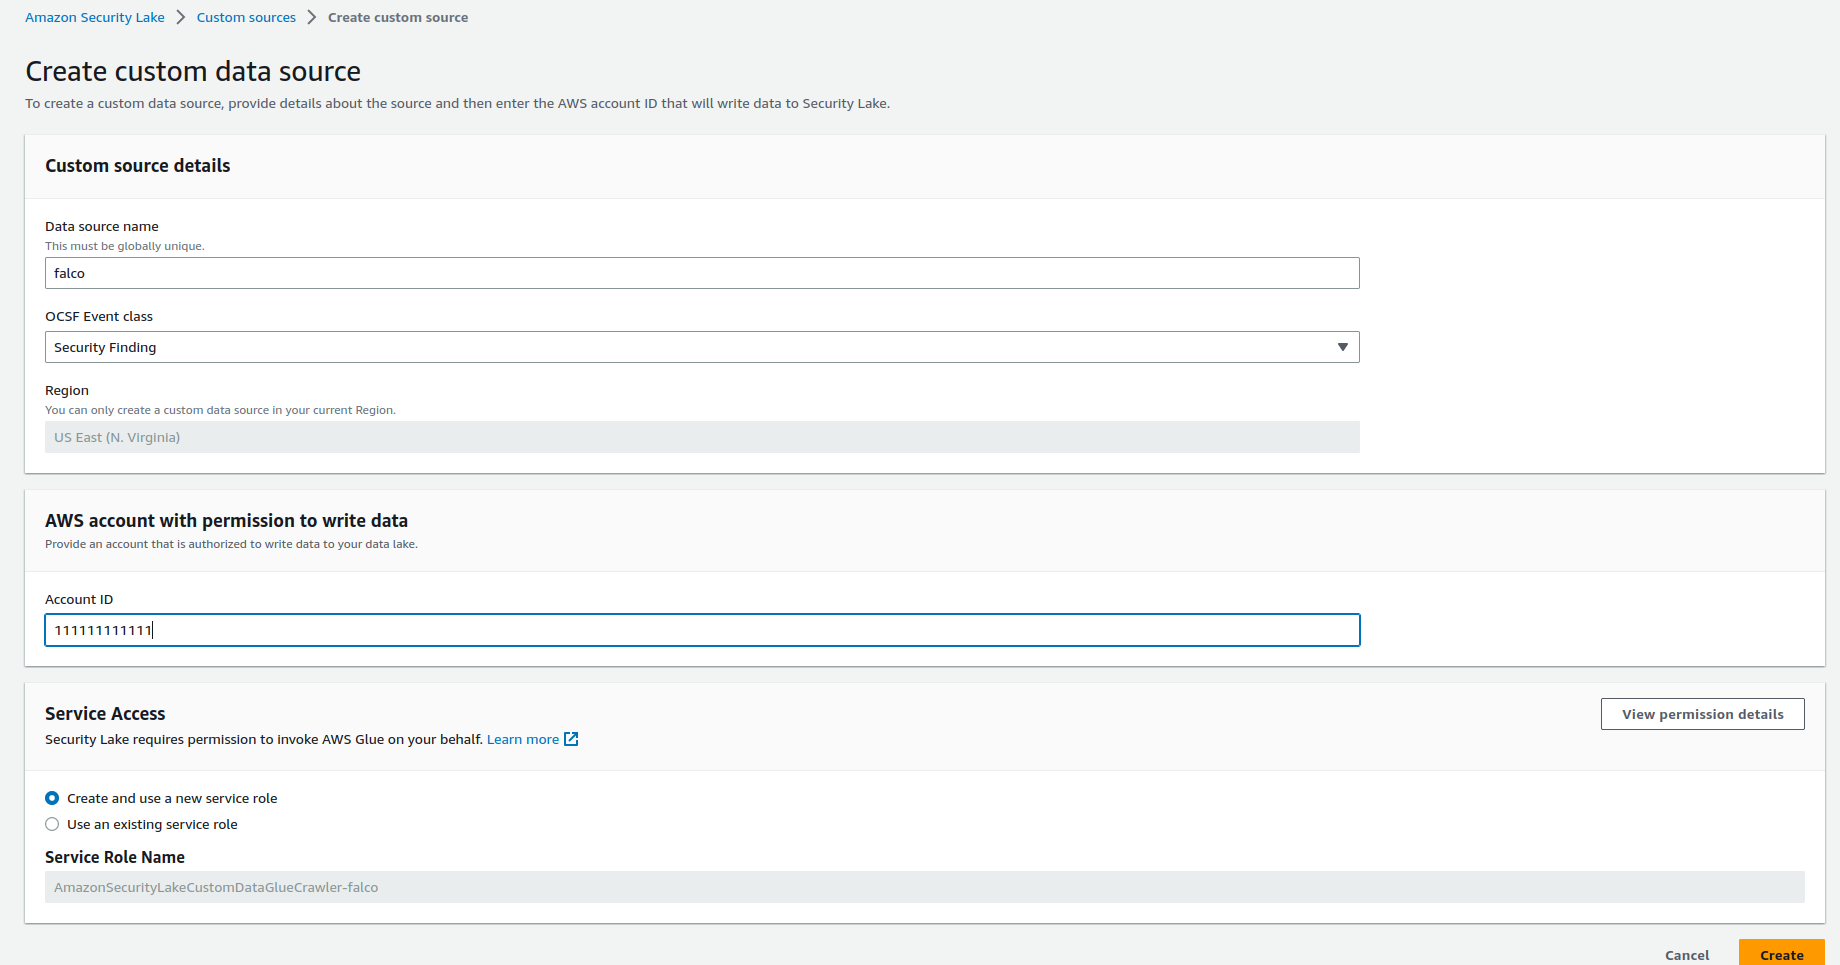 Amazon Security Lake > Custom sources > Create custom source
Create custom data source
To create a custom data source, provide details about the source and then enter the AWS account ID that will write data to Security Lake.
Custom source details
Data source name
This must be globally unique.
falco
OCSF Event class
Security Finding
Region
You can only create a custom data source in your current Region.
US East (N. Virginia)
AWS account with permission to write data
Provide an account that is authorized to write data to your data lake.
Account ID
111111111111
Service Access
View permission details
Security Lake requires permission to invoke AWS Glue on your behalf. Learn more
Create and use a new service role
Use an existing service role
Service Role Name
AmazonSecurityLakeCustomDataGlueCrawler-falco
Cancel
Create